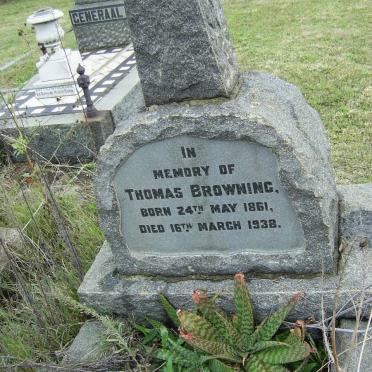 GENERAAL
IN
MEMORY OF
THOMAS BROWNING,
BORN 24TH MAY 1861,
DIED 16TH MARCH 1938.